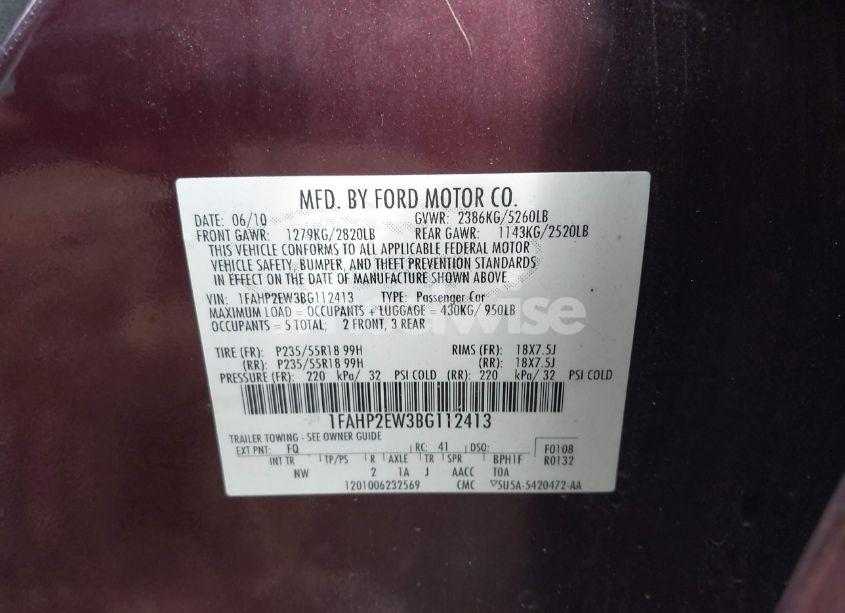 MFD. BY FORD MOTOR CO.
DATE: 06/10 GVWR: 2386KG/5260LB
FRONT GAWR: 1279KG/2820LB REAR GAWR: 1143KG/2520LB
THIS VEHICLE CONFORMS TO ALL APPLICABLE FEDERAL MOTOR
VEHICLE SAFETY, BUMPER, AND THEFT PREVENTION STANDARDS
IN EFFECT ON THE DATE OF MANUFACTURE SHOWN ABOVE.
VIN: 1FAHP2EW3BG112413 TYPE: Passenger Car
MAXIMUM LOAD = OCCUPANTS + LUGGAGE = 430KG/ 950LB
OCCUPANTS = 5 TOTAL; 2 FRONT, 3 REAR
TIRE (FR): P235/55R18 99H RIMS (FR): 18X7.5J
(RR): P235/55R18 99H (RR): 18X7.5J
PRESSURE (FR): 220 kPa/ 32 PSI COLD (RR): 220 kPa/ 32 PSI COLD
1FAHP2EW3BG112413
TRAILER TOWING - SEE OWNER GUIDE
EXT PNT: FQ RC: 41 DSO: F0108
INT TR TP/PS R AXLE TR SPR BPH1F R0132
NW 2 1A J AACC TOA
1201006232569 CMC 5U5A-5420472-AA